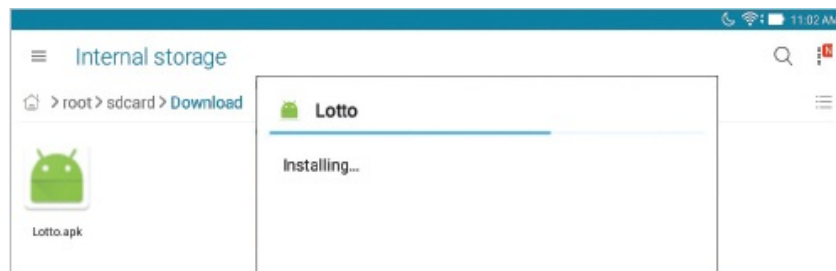 11:02 AM
Internal storage
N
> root > sdcard > Download
Lotto
Installing...
Lotto.apk